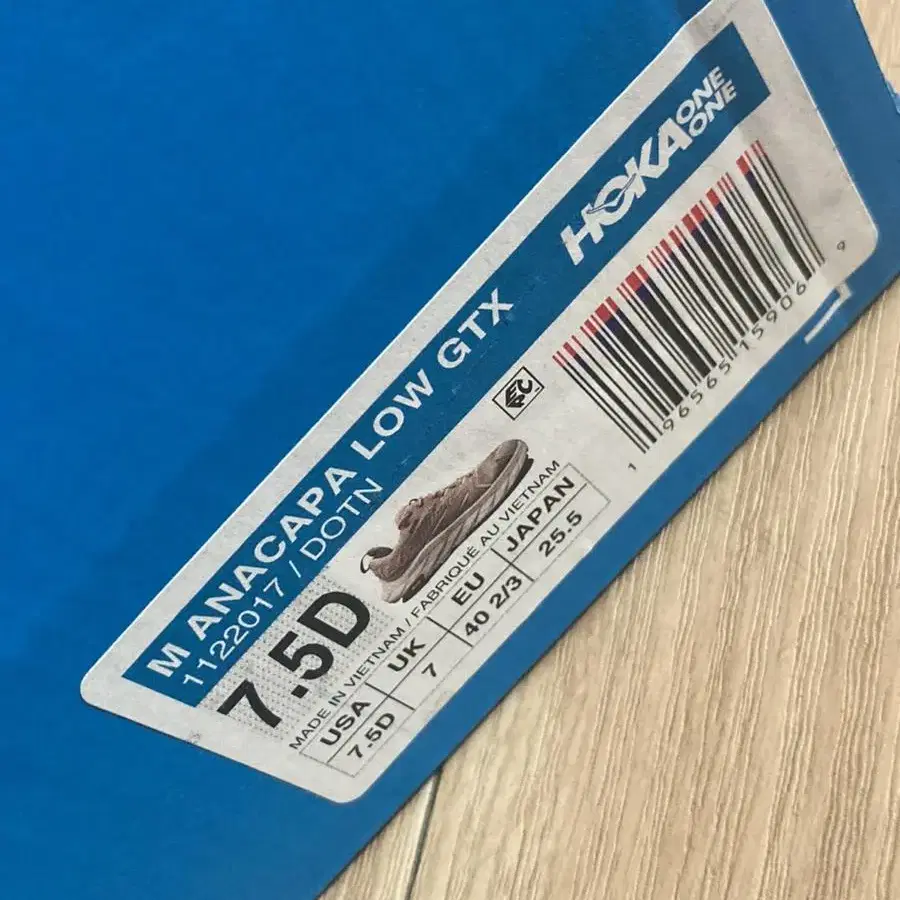 HOKA ONE ONE
M ANACAPA LOW GTX
1122017 / DOTN
7.5D
MADE IN VIETNAM / FABRIQUÉ AU VIETNAM
USA UK EU JAPAN
7.5D 7 40 2/3 25.5
1 96565 15906 9